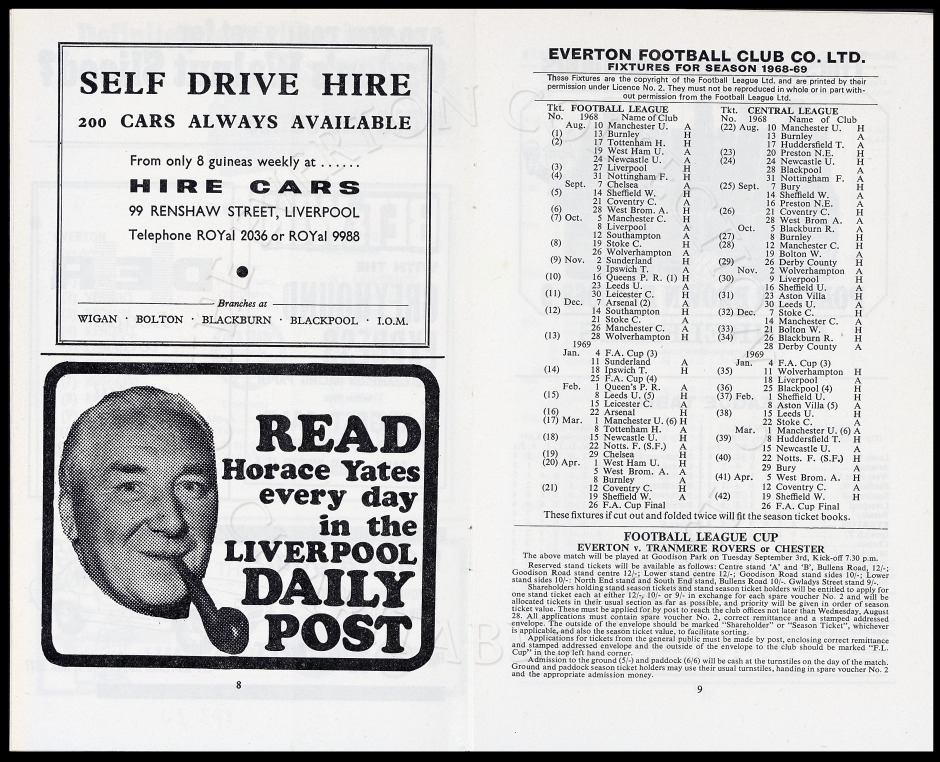 SELF DRIVE HIRE
200 CARS ALWAYS AVAILABLE
From only 8 guineas weekly at ......
HIRE CARS
99 RENSHAW STREET, LIVERPOOL
Telephone ROYal 2036 or ROYal 9988
Branches at
WIGAN · BOLTON · BLACKBURN · BLACKPOOL · I.O.M.
READ
Horace Yates
every day
in the
LIVERPOOL
DAILY
POST
8
EVERTON FOOTBALL CLUB CO. LTD.
FIXTURES FOR SEASON 1968-69
These Fixtures are the copyright of the Football League Ltd. and are printed by their
permission under Licence No. 2. They must not be reproduced in whole or in part with-
out permission from the Football League Ltd.
Tkt. FOOTBALL LEAGUE
No. 1968 Name of Club
Aug. 10 Manchester U. A
(1) 13 Burnley H
(2) 17 Tottenham H. H
19 West Ham U. A
24 Newcastle U. A
(3) 27 Liverpool H
(4) 31 Nottingham F. H
Sept. 7 Chelsea A
(5) 14 Sheffield W. H
21 Coventry C. A
(6) 28 West Brom. A. H
(7) Oct. 5 Manchester C. H
8 Liverpool A
12 Southampton A
(8) 19 Stoke C. H
26 Wolverhampton A
(9) Nov. 2 Sunderland H
9 Ipswich T. A
(10) 16 Queens P. R. (1) H
23 Leeds U. A
(11) 30 Leicester C. H
Dec. 7 Arsenal (2) A
(12) 14 Southampton H
21 Stoke C. A
26 Manchester C. A
(13) 28 Wolverhampton H
1969
Jan. 4 F.A. Cup (3)
11 Sunderland A
(14) 18 Ipswich T. H
25 F.A. Cup (4)
Feb. 1 Queen's P. R. A
(15) 8 Leeds U. (5) H
15 Leicester C. A
(16) 22 Arsenal H
(17) Mar. 1 Manchester U. (6) H
8 Tottenham H. A
(18) 15 Newcastle U. H
22 Notts. F. (S.F.) A
(19) 29 Chelsea H
(20) Apr. 1 West Ham U. H
5 West Brom. A. A
8 Burnley A
(21) 12 Coventry C. H
19 Sheffield W. A
26 F.A. Cup Final
Tkt. CENTRAL LEAGUE
No. 1968 Name of Club
(22) Aug. 10 Manchester U. H
13 Burnley A
17 Huddersfield T. A
(23) 20 Preston N.E. H
(24) 24 Newcastle U. H
28 Blackpool A
31 Nottingham F. A
(25) Sept. 7 Bury H
14 Sheffield W. A
16 Preston N.E. A
(26) 21 Coventry C. H
28 West Brom A. A
Oct. 5 Blackburn R. A
(27) 8 Burnley H
(28) 12 Manchester C. H
19 Bolton W. A
(29) 26 Derby County H
Nov. 2 Wolverhampton A
(30) 9 Liverpool H
16 Sheffield U. A
(31) 23 Aston Villa H
30 Leeds U. A
(32) Dec. 7 Stoke C. H
14 Manchester C. A
(33) 21 Bolton W. H
(34) 26 Blackburn R. H
28 Derby County A
1969
Jan. 4 F.A. Cup (3)
(35) 11 Wolverhampton H
18 Liverpool A
(36) 25 Blackpool (4) H
(37) Feb. 1 Sheffield U. H
8 Aston Villa (5) A
(38) 15 Leeds U. H
22 Stoke C. A
Mar. 1 Manchester U. (6) A
(39) 8 Huddersfield T. H
15 Newcastle U. A
(40) 22 Notts. F. (S.F.) H
29 Bury A
(41) Apr. 5 West Brom. A. H
12 Coventry C. A
(42) 19 Sheffield W. H
26 F.A. Cup Final
These fixtures if cut out and folded twice will fit the season ticket books.
FOOTBALL LEAGUE CUP
EVERTON v. TRANMERE ROVERS or CHESTER
The above match will be played at Goodison Park on Tuesday September 3rd, Kick-off 7.30 p.m.
Reserved stand tickets will be available as follows: Centre stand 'A' and 'B', Bullens Road, 12/-;
Goodison Road stand centre 12/-; Lower stand centre 12/-; Goodison Road stand sides 10/-; Lower
stand sides 10/-: North End stand and South End stand, Bullens Road 10/-. Gwladys Street stand 9/-.
Shareholders holding stand season tickets and stand season ticket holders will be entitled to apply for
one stand ticket each at either 12/-, 10/- or 9/- in exchange for each spare voucher No. 2 and will be
allocated tickets in their usual section as far as possible, and priority will be given in order of season
ticket value. These must be applied for by post to reach the club offices not later than Wednesday, August
28. All applications must contain spare voucher No. 2, correct remittance and a stamped addressed
envelope. The outside of the envelope should be marked "Shareholder" or "Season Ticket", whichever
is applicable, and also the season ticket value, to facilitate sorting.
Applications for tickets from the general public must be made by post, enclosing correct remittance
and stamped addressed envelope and the outside of the envelope to the club should be marked "F.L.
Cup" in the top left hand corner.
Admission to the ground (5/-) and paddock (6/6) will be cash at the turnstiles on the day of the match.
Ground and paddock season ticket holders may use their usual turnstiles, handing in spare voucher No. 2
and the appropriate admission money.
9